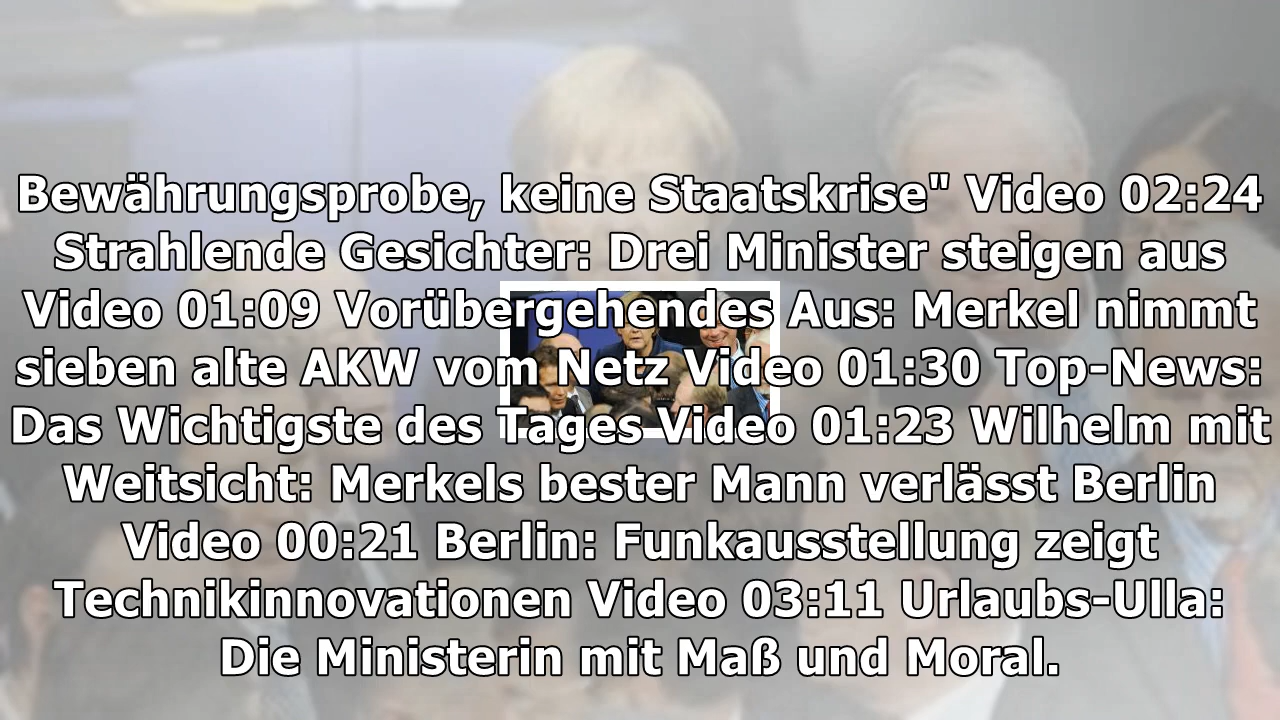 Bewährungsprobe, keine Staatskrise" Video 02:24
Strahlende Gesichter: Drei Minister steigen aus
Video 01:09 Vorübergehendes Aus: Merkel nimmt
sieben alte AKW vom Netz Video 01:30 Top-News:
Das Wichtigste des Tages Video 01:23 Wilhelm mit
Weitsicht: Merkels bester Mann verlässt Berlin
Video 00:21 Berlin: Funkausstellung zeigt
Technikinnovationen Video 03:11 Urlaubs-Ulla:
Die Ministerin mit Maß und Moral.